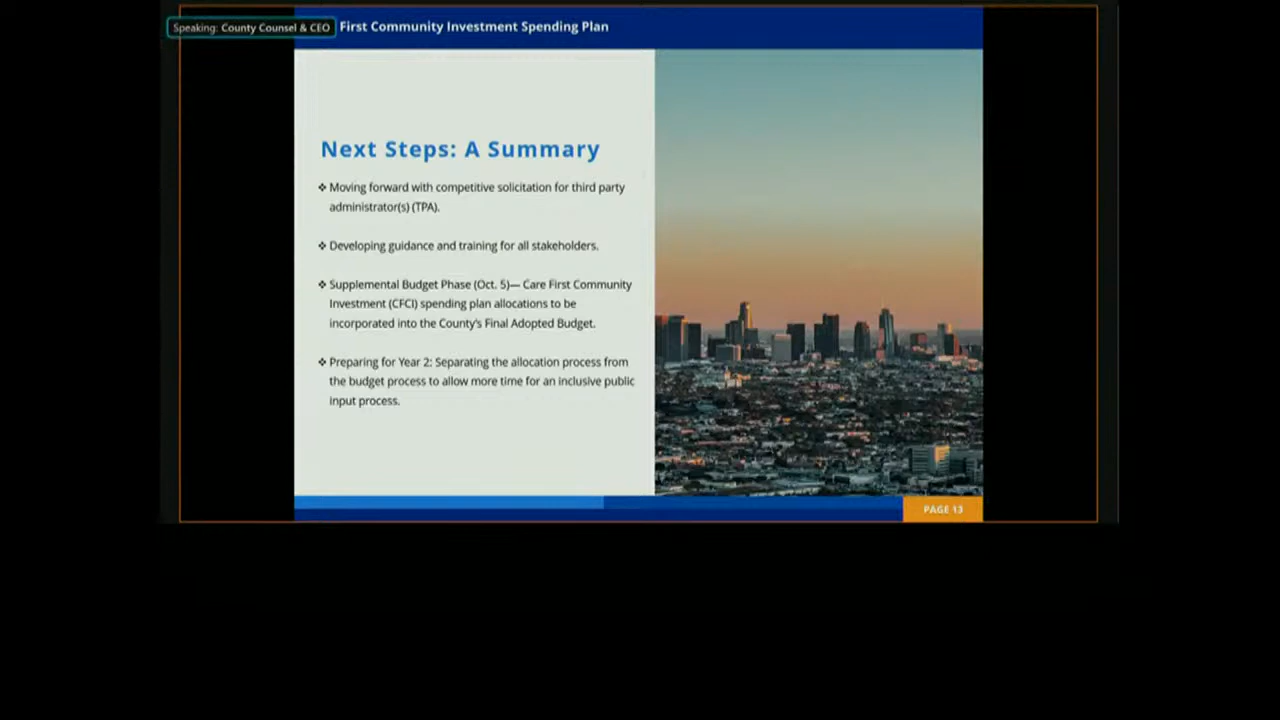 Speaking: County Counsel & CEO
First Community Investment Spending Plan
Next Steps: A Summary
❖ Moving forward with competitive solicitation for third party
administrator(s) (TPA).
❖ Developing guidance and training for all stakeholders.
❖ Supplemental Budget Phase (Oct. 5)— Care First Community
Investment (CFCI) spending plan allocations to be
incorporated into the County's Final Adopted Budget.
❖ Preparing for Year 2: Separating the allocation process from
the budget process to allow more time for an inclusive public
input process.
PAGE 13